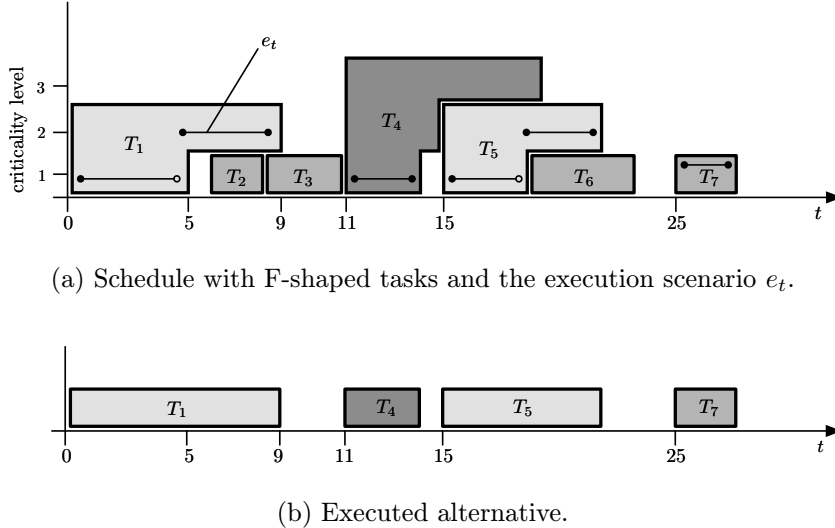 e_t
criticality level
3
2
1
T_1
T_2
T_3
T_4
T_5
T_6
T_7
0 5 9 11 15 25 t
(a) Schedule with F-shaped tasks and the execution scenario e_t.
T_1 T_4 T_5 T_7
0 5 9 11 15 25 t
(b) Executed alternative.